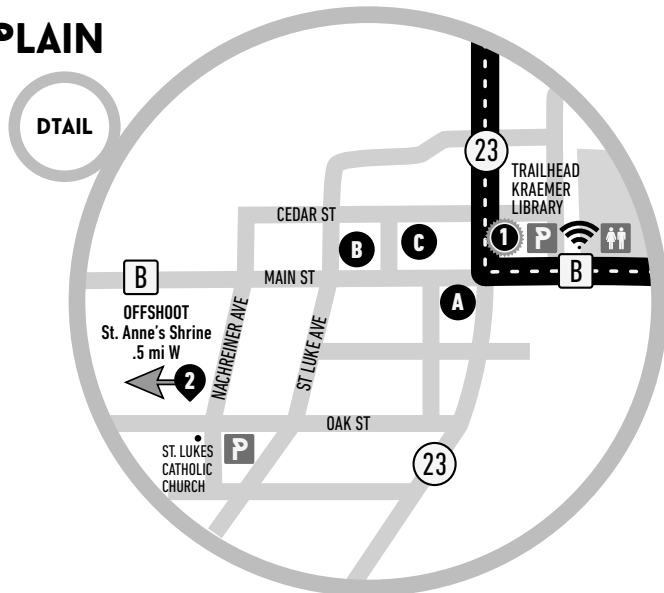 PLAIN
DTAIL
23
TRAILHEAD
KRAEMER
LIBRARY
1
P
B
CEDAR ST
B
C
B
MAIN ST
A
OFFSHOOT
St. Anne's Shrine
.5 mi W
2
NACHREINER AVE
ST LUKE AVE
OAK ST
ST. LUKES
CATHOLIC
CHURCH
P
23